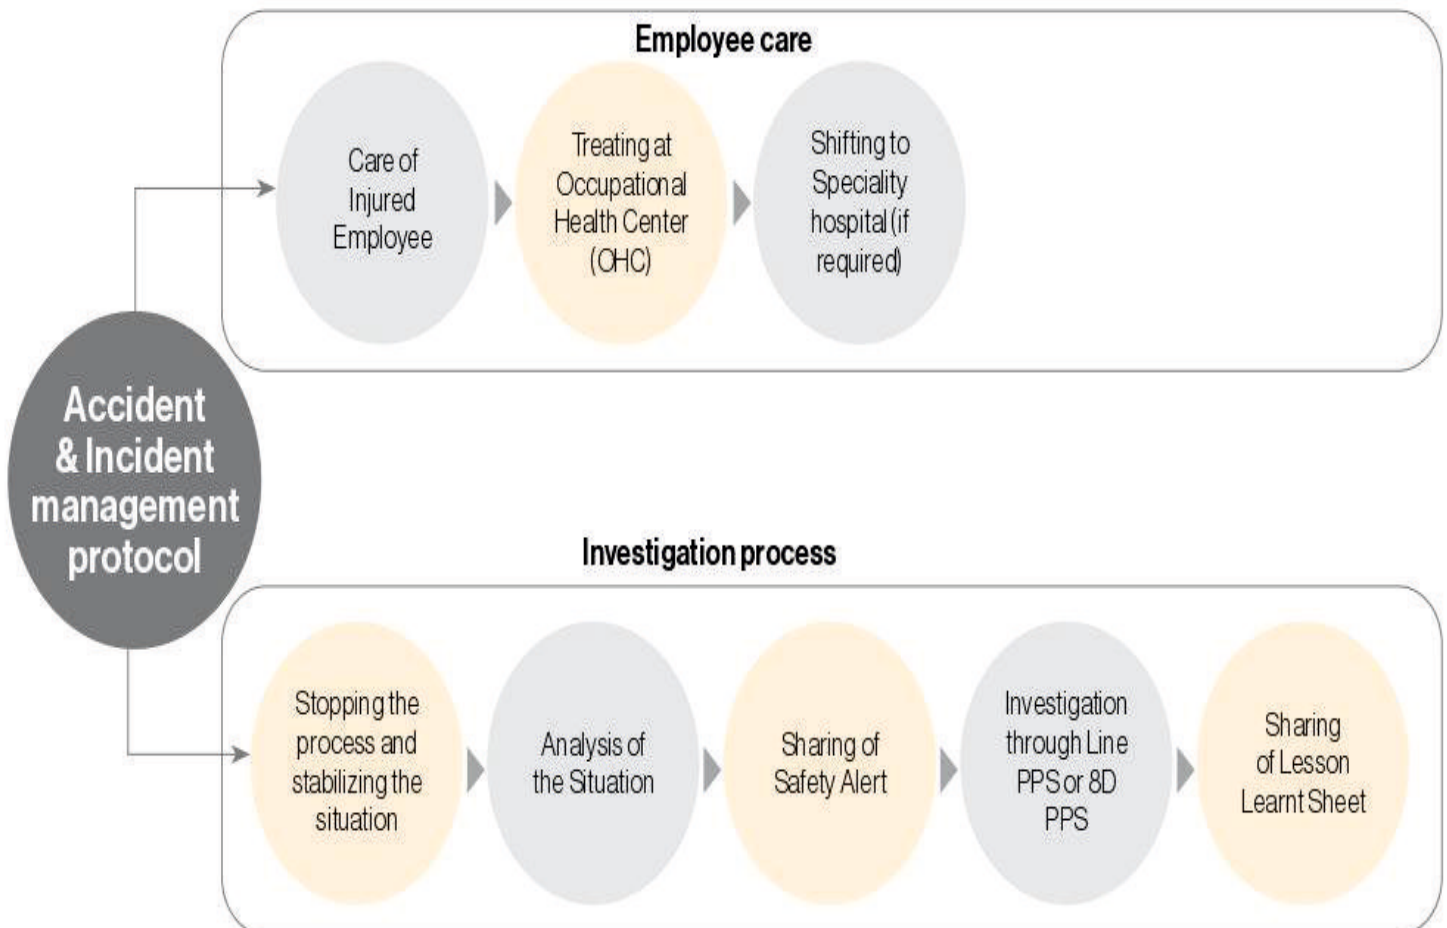 Employee care
Care of
Injured
Employee
Treating at
Occupational
Health Center
(OHC)
Shifting to
Speciality
hospital (if
required)
Accident
& Incident
management
protocol
Investigation process
Stopping the
process and
stabilizing the
situation
Analysis of
the Situation
Sharing of
Safety Alert
Investigation
through Line
PPS or 8D
PPS
Sharing
of Lesson
Learnt Sheet